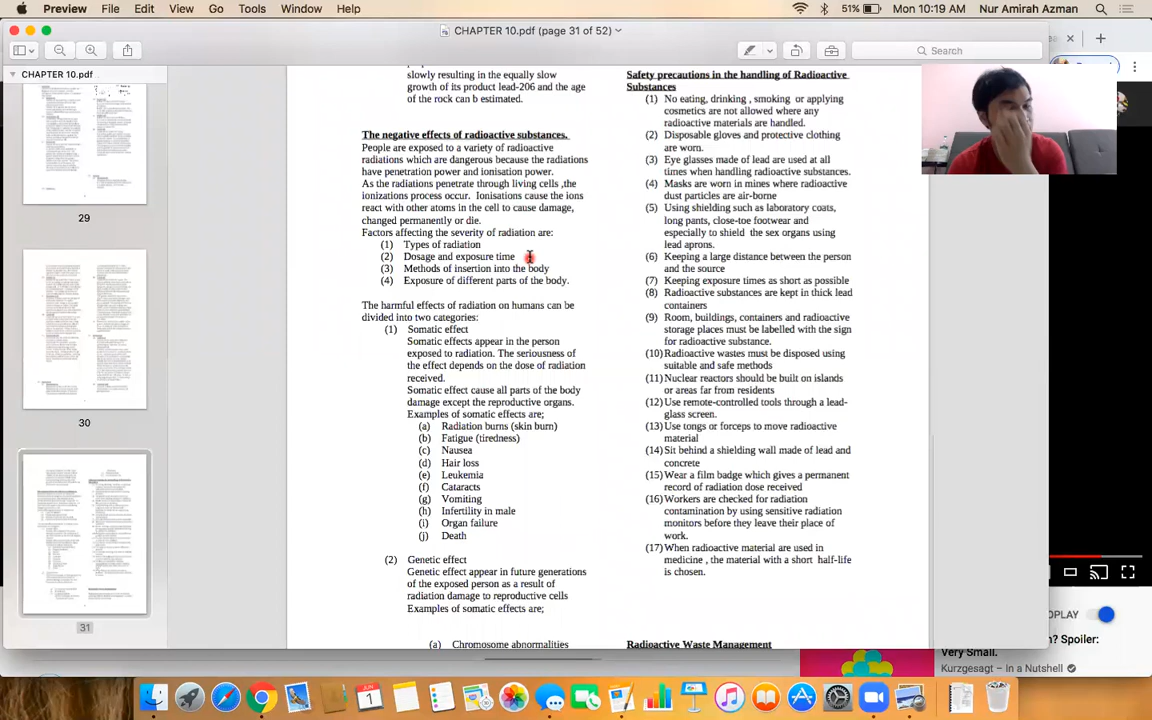 Preview File Edit View Go Tools Window Help
51% Mon 10:19 AM Nur Amirah Azman
CHAPTER 10.pdf (page 31 of 52)
Search
CHAPTER 10.pdf
29
30
31
slowly resulting in the equally slow
growth of its product lead-206 and the age
of the rock can b estimated.
The negative effects of radioactive substances.
People are exposed to a variety of radioactive
radiations which are dangerous because the radiations
have penetration power and ionisation power.
As the radiations penetrate through living cells ,the
ionizations process occur. Ionisations cause the ions
react with other atoms in the cell to cause damage,
changed permanently or die.
Factors affecting the severity of radiation are:
(1) Types of radiation
(2) Dosage and exposure time
(3) Methods of insertion into the body
(4) Exposure of different parts of the body.
The harmful effects of radiation on humans can be
divided into two categories:
(1) Somatic effect
Somatic effects appear in the person
exposed to radiation. The seriousness of
the effect depends on the dose of radiation
received.
Somatic effect cause all parts of the body
damage except the reproductive organs.
Examples of somatic effects are;
(a) Radiation burns (skin burn)
(b) Fatigue (tiredness)
(c) Nausea
(d) Hair loss
(e) Leukemia
(f) Cataracts
(g) Vomiting
(h) Infertility in male
(i) Organ failure
(j) Death
(2) Genetic effect
Genetic effect appear in future generations
of the exposed person as a result of
radiation damage to reproductive cells
Examples of somatic effects are;
(a) Chromosome abnormalities
Safety precautions in the handling of Radioactive
Substances
(1) No eating, drinking , smoking or applying
cosmetics are not allowed where any
radioactive materials are handled.
(2) Disposable gloves and protective clothing
are worn.
(3) Eye glasses made of lead are used at all
times when handling radioactive substances.
(4) Masks are worn in mines where radioactive
dust particles are air-borne
(5) Using shielding such as laboratory coats,
long pants, close-toe footwear and
especially to shield the sex organs using
lead aprons.
(6) Keeping a large distance between the person
and the source
(7) Keeping exposure times as short as possible
(8) Radioactive substances are kept in thick lead
containers
(9) Room, buildings, containers and radioactive
storage places must be labelled with the sign
for radioactive substance.
(10) Radioactive wastes must be disposed using
suitable and safe methods
(11) Nuclear reactors should be built on islands
or areas far from residents
(12) Use remote-controlled tools through a lead-
glass screen.
(13) Use tongs or forceps to move radioactive
material
(14) Sit behind a shielding wall made of lead and
concrete
(15) Wear a film badge which gives a permanent
record of radiation dose received
(16) Workers are checked for radiation
contamination by using sensitive radiation
monitors before they leave their place of
work.
(17) When radioactive material are used in
medicine , the material with a short half-life
is chosen.
Radioactive Waste Management
? Spoiler:
Very Small.
Kurzgesagt – In a Nutshell
JUN
1